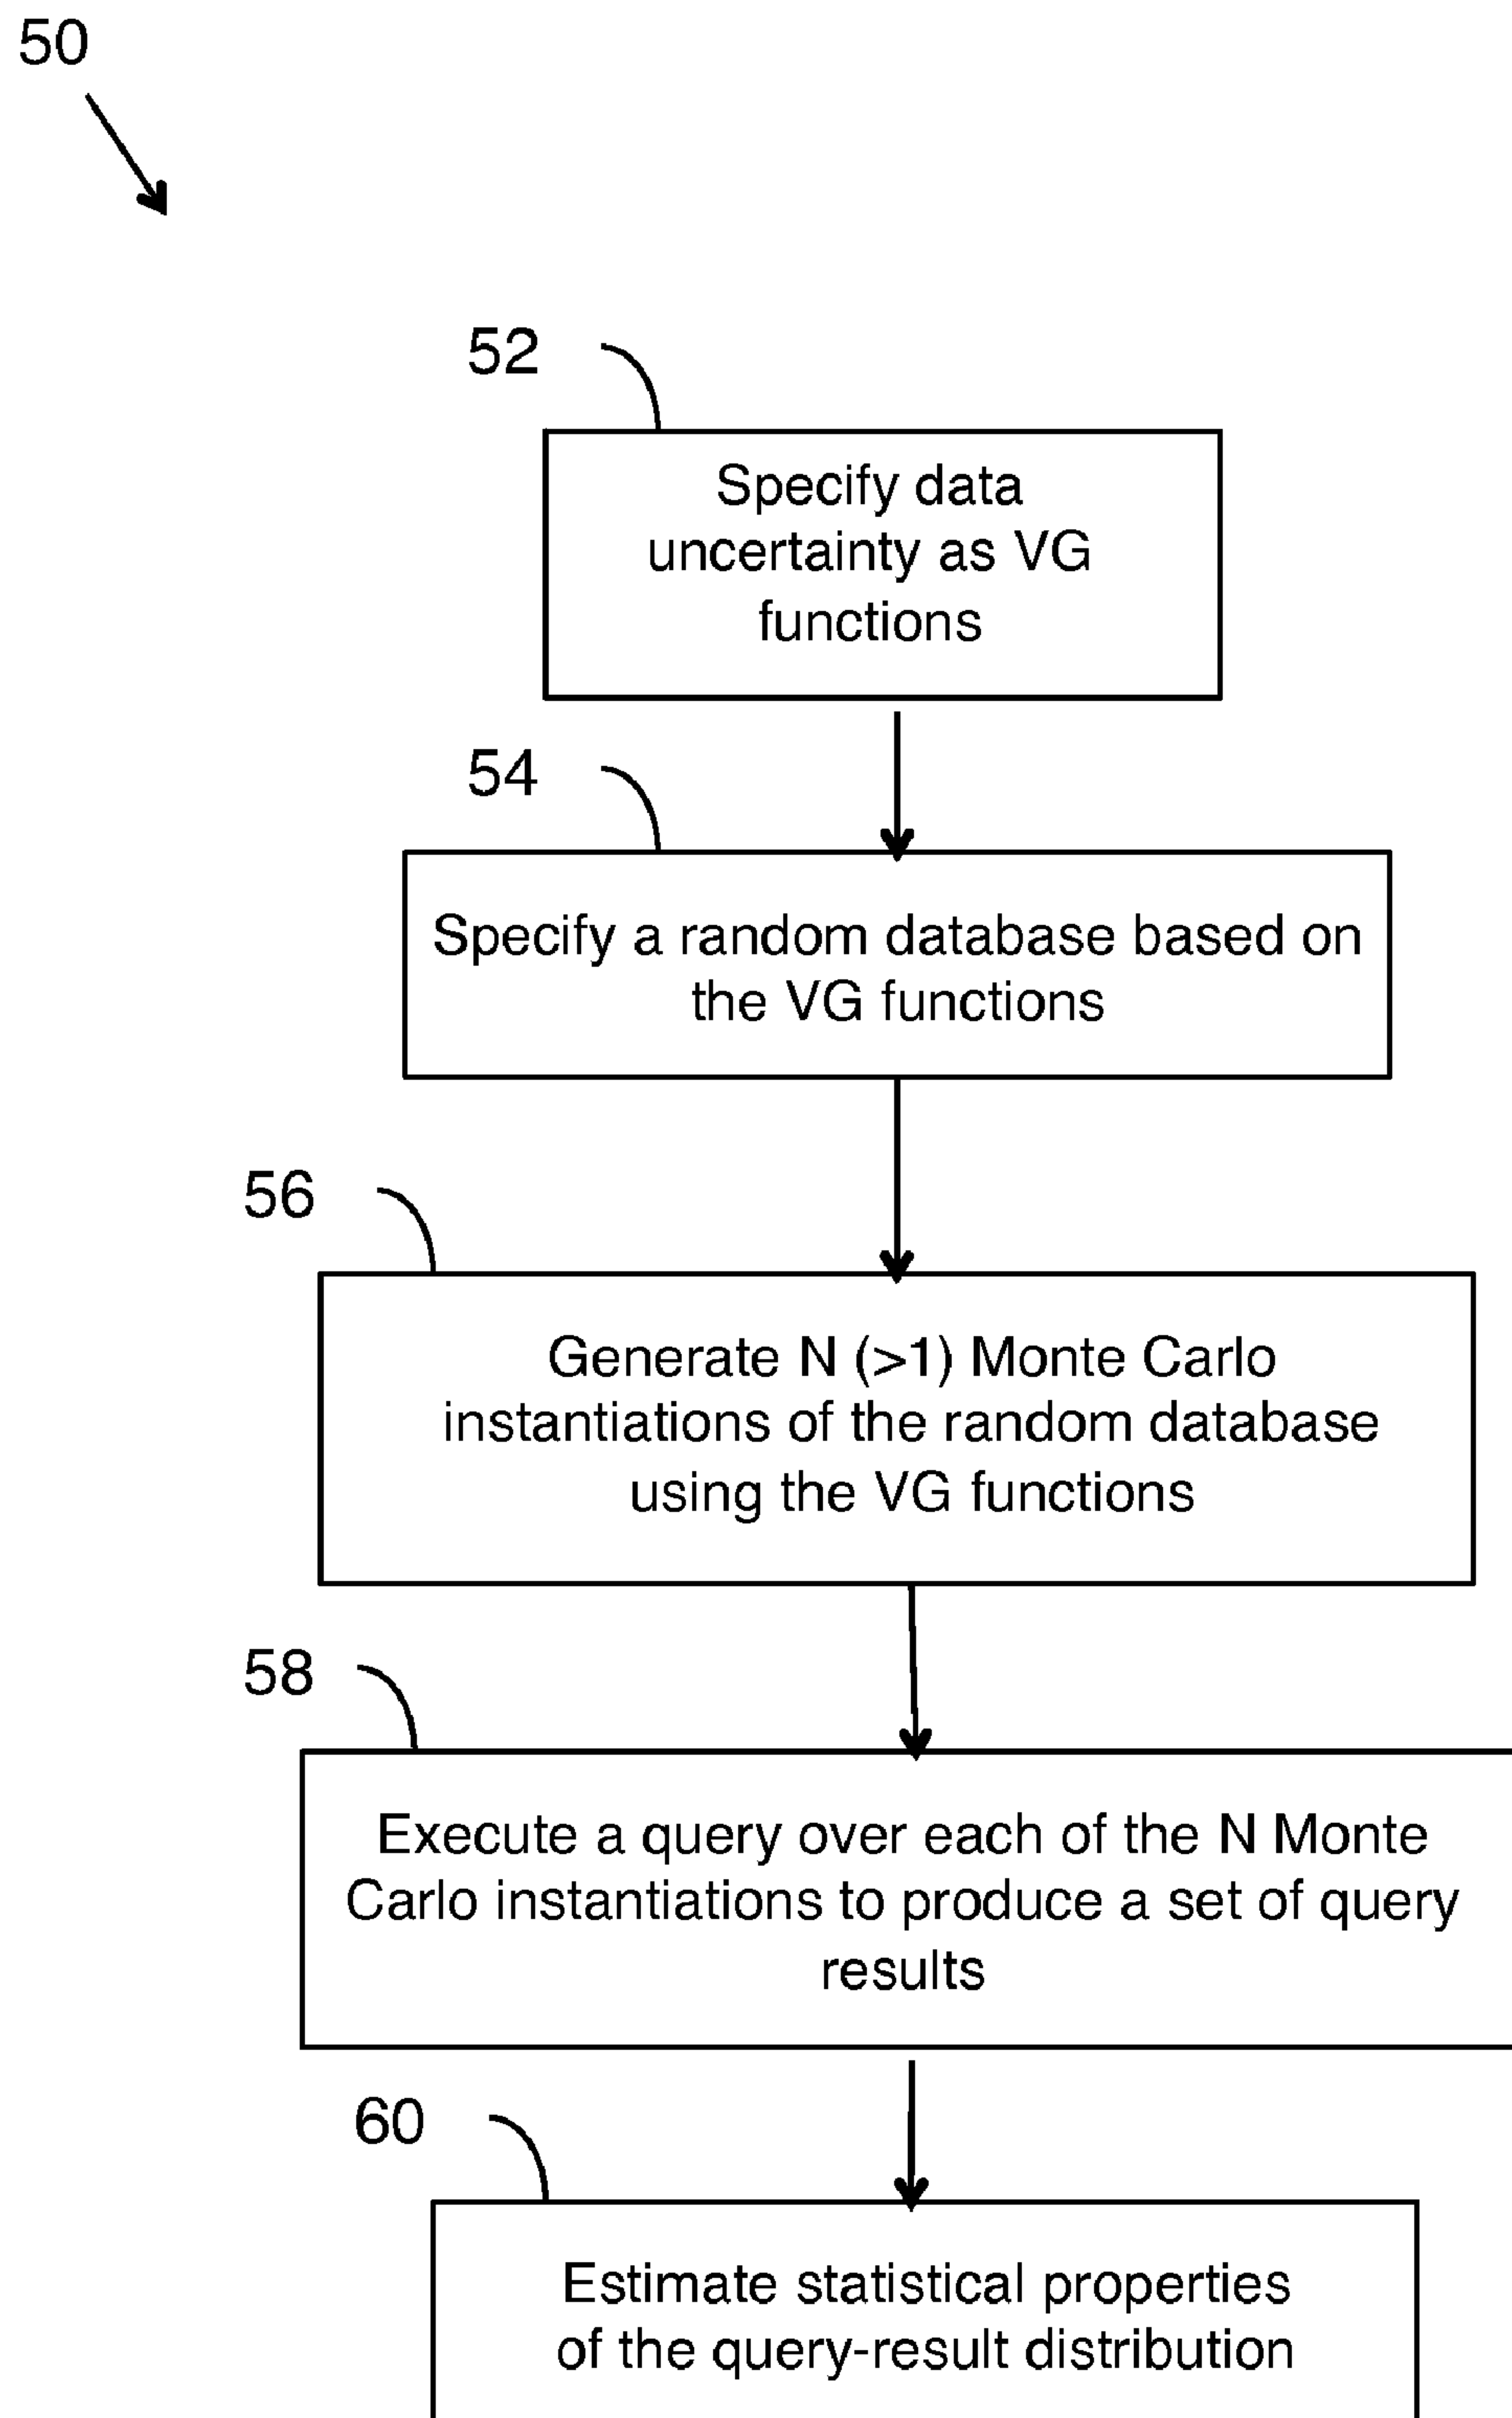 50
52
Specify data
uncertainty as VG
functions
54
Specify a random database based on
the VG functions
56
Generate N (>1) Monte Carlo
instantiations of the random database
using the VG functions
58
Execute a query over each of the N Monte
Carlo instantiations to produce a set of query
results
60
Estimate statistical properties
of the query-result distribution